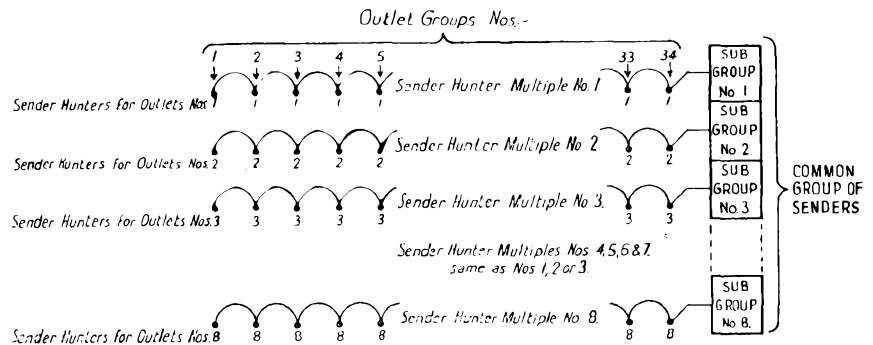 Outlet Groups Nos.-
1 2 3 4 5 33 34
Sender Hunters for Outlets Nos. 1 1 1 1 1 Sender Hunter Multiple No. 1 1 1
SUB
GROUP
No. 1
Sender Hunters for Outlets Nos. 2 2 2 2 2 Sender Hunter Multiple No 2 2 2
SUB
GROUP
No. 2
Sender Hunters for Outlets Nos. 3 3 3 3 3 Sender Hunter Multiple No 3. 3 3
SUB
GROUP
No. 3
COMMON
GROUP OF
SENDERS
Sender Hunter Multiples Nos 4, 5, 6 & 7.
same as Nos 1, 2 or 3.
Sender Hunters for Outlets Nos. 8 8 8 8 8 Sender Hunter Multiple No 8. 8 8
SUB
GROUP
No 8.